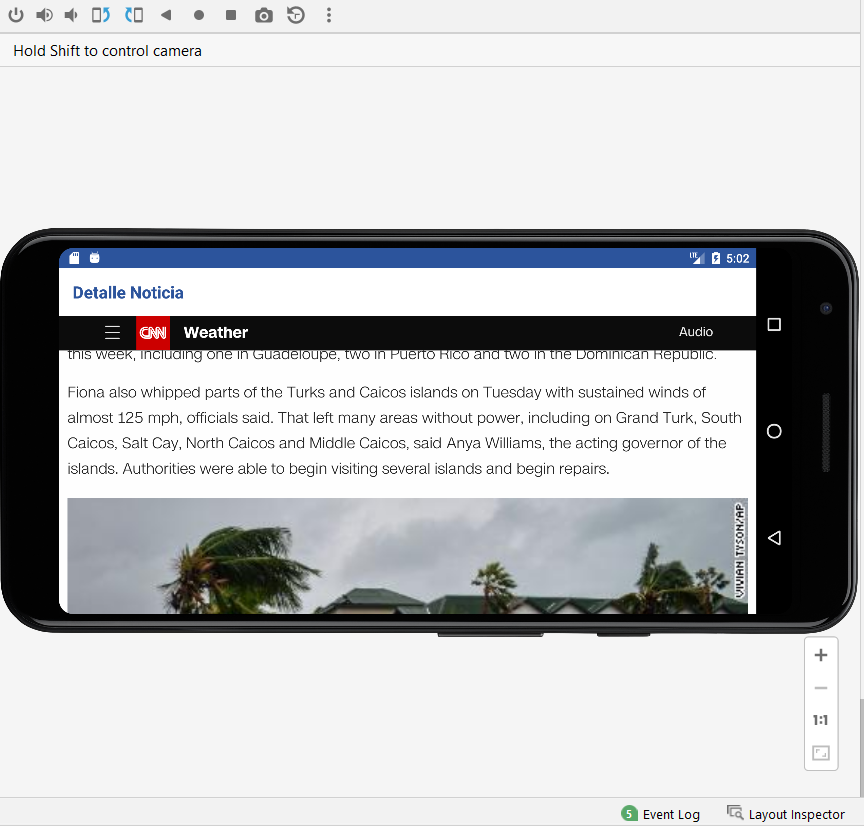 Hold Shift to control camera
LTE 5:02
Detalle Noticia
CNN Weather Audio
this week, including one in Guadeloupe, two in Puerto Rico and two in the Dominican Republic.
Fiona also whipped parts of the Turks and Caicos islands on Tuesday with sustained winds of
almost 125 mph, officials said. That left many areas without power, including on Grand Turk, South
Caicos, Salt Cay, North Caicos and Middle Caicos, said Anya Williams, the acting governor of the
islands. Authorities were able to begin visiting several islands and begin repairs.
VIVIAN TYSON/AP
1:1
5 Event Log Layout Inspector